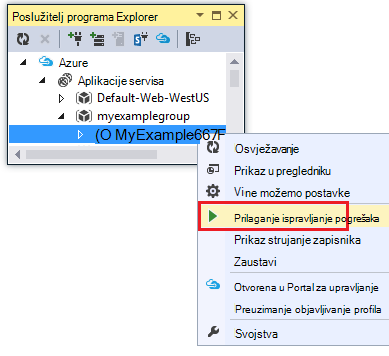 Poslužitelj programa Explorer
Azure
Aplikacije servisa
Default-Web-WestUS
myexamplegroup
(O MyExample667F
Osvježavanje
Prikaz u pregledniku
Vine možemo postavke
Prilaganje ispravljanje pogrešaka
Prikaz strujanje zapisnika
Zaustavi
Otvorena u Portal za upravljanje
Preuzimanje objavljivanje profila
Svojstva